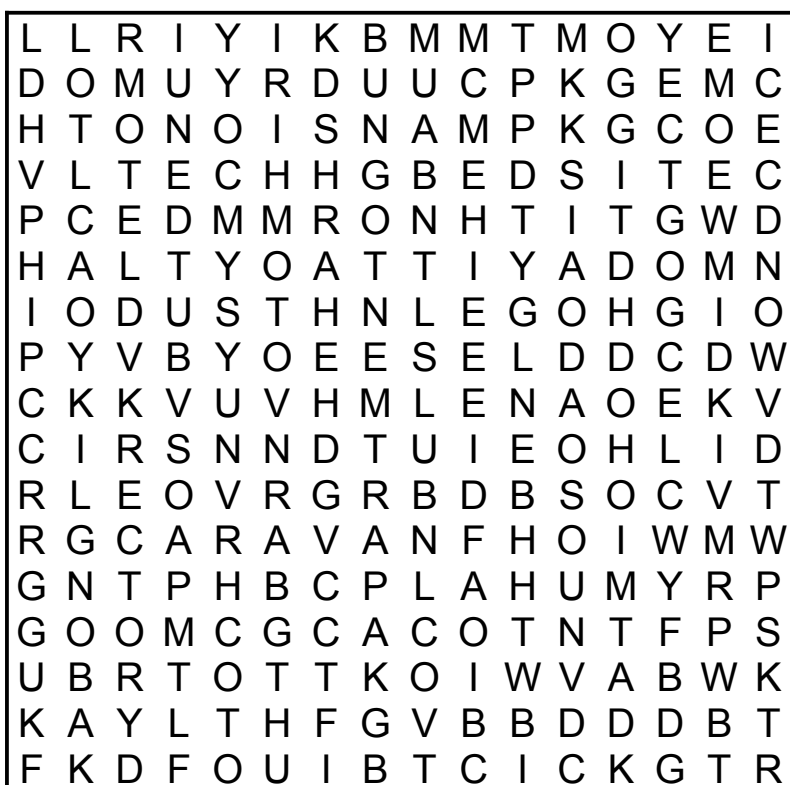 L L R I Y I K B M M T M O Y E I
D O M U Y R D U U C P K G E M C
H T O N O I S N A M P K G C O E
V L T E C H H G B E D S I T E C
P C E D M M R O N H T I T G W D
H A L T Y O A T T I Y A D O M N
I O D U S T H N L E G O H G I O
P Y V B Y O E E S E L D D C D W
C K K V U V H M L E N A O E K V
C I R S N N D T U I E O H L I D
R L E O V R G R B D B S O C V T
R G C A R A V A N F H O I W M W
G N T P H B C P L A H U M Y R P
G O O M C G C A C O T N T F P S
U B R T O T T K O I W V A B W K
K A Y L T H F G V B B D D D B T
F K D F O U I B T C I C K G T R